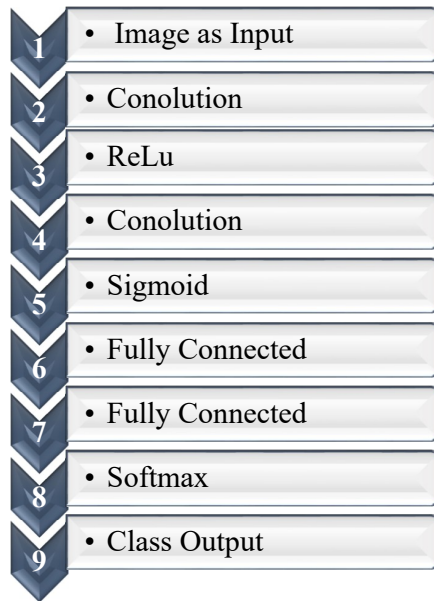 1 • Image as Input
2 • Conolution
3 • ReLu
4 • Conolution
5 • Sigmoid
6 • Fully Connected
7 • Fully Connected
8 • Softmax
9 • Class Output